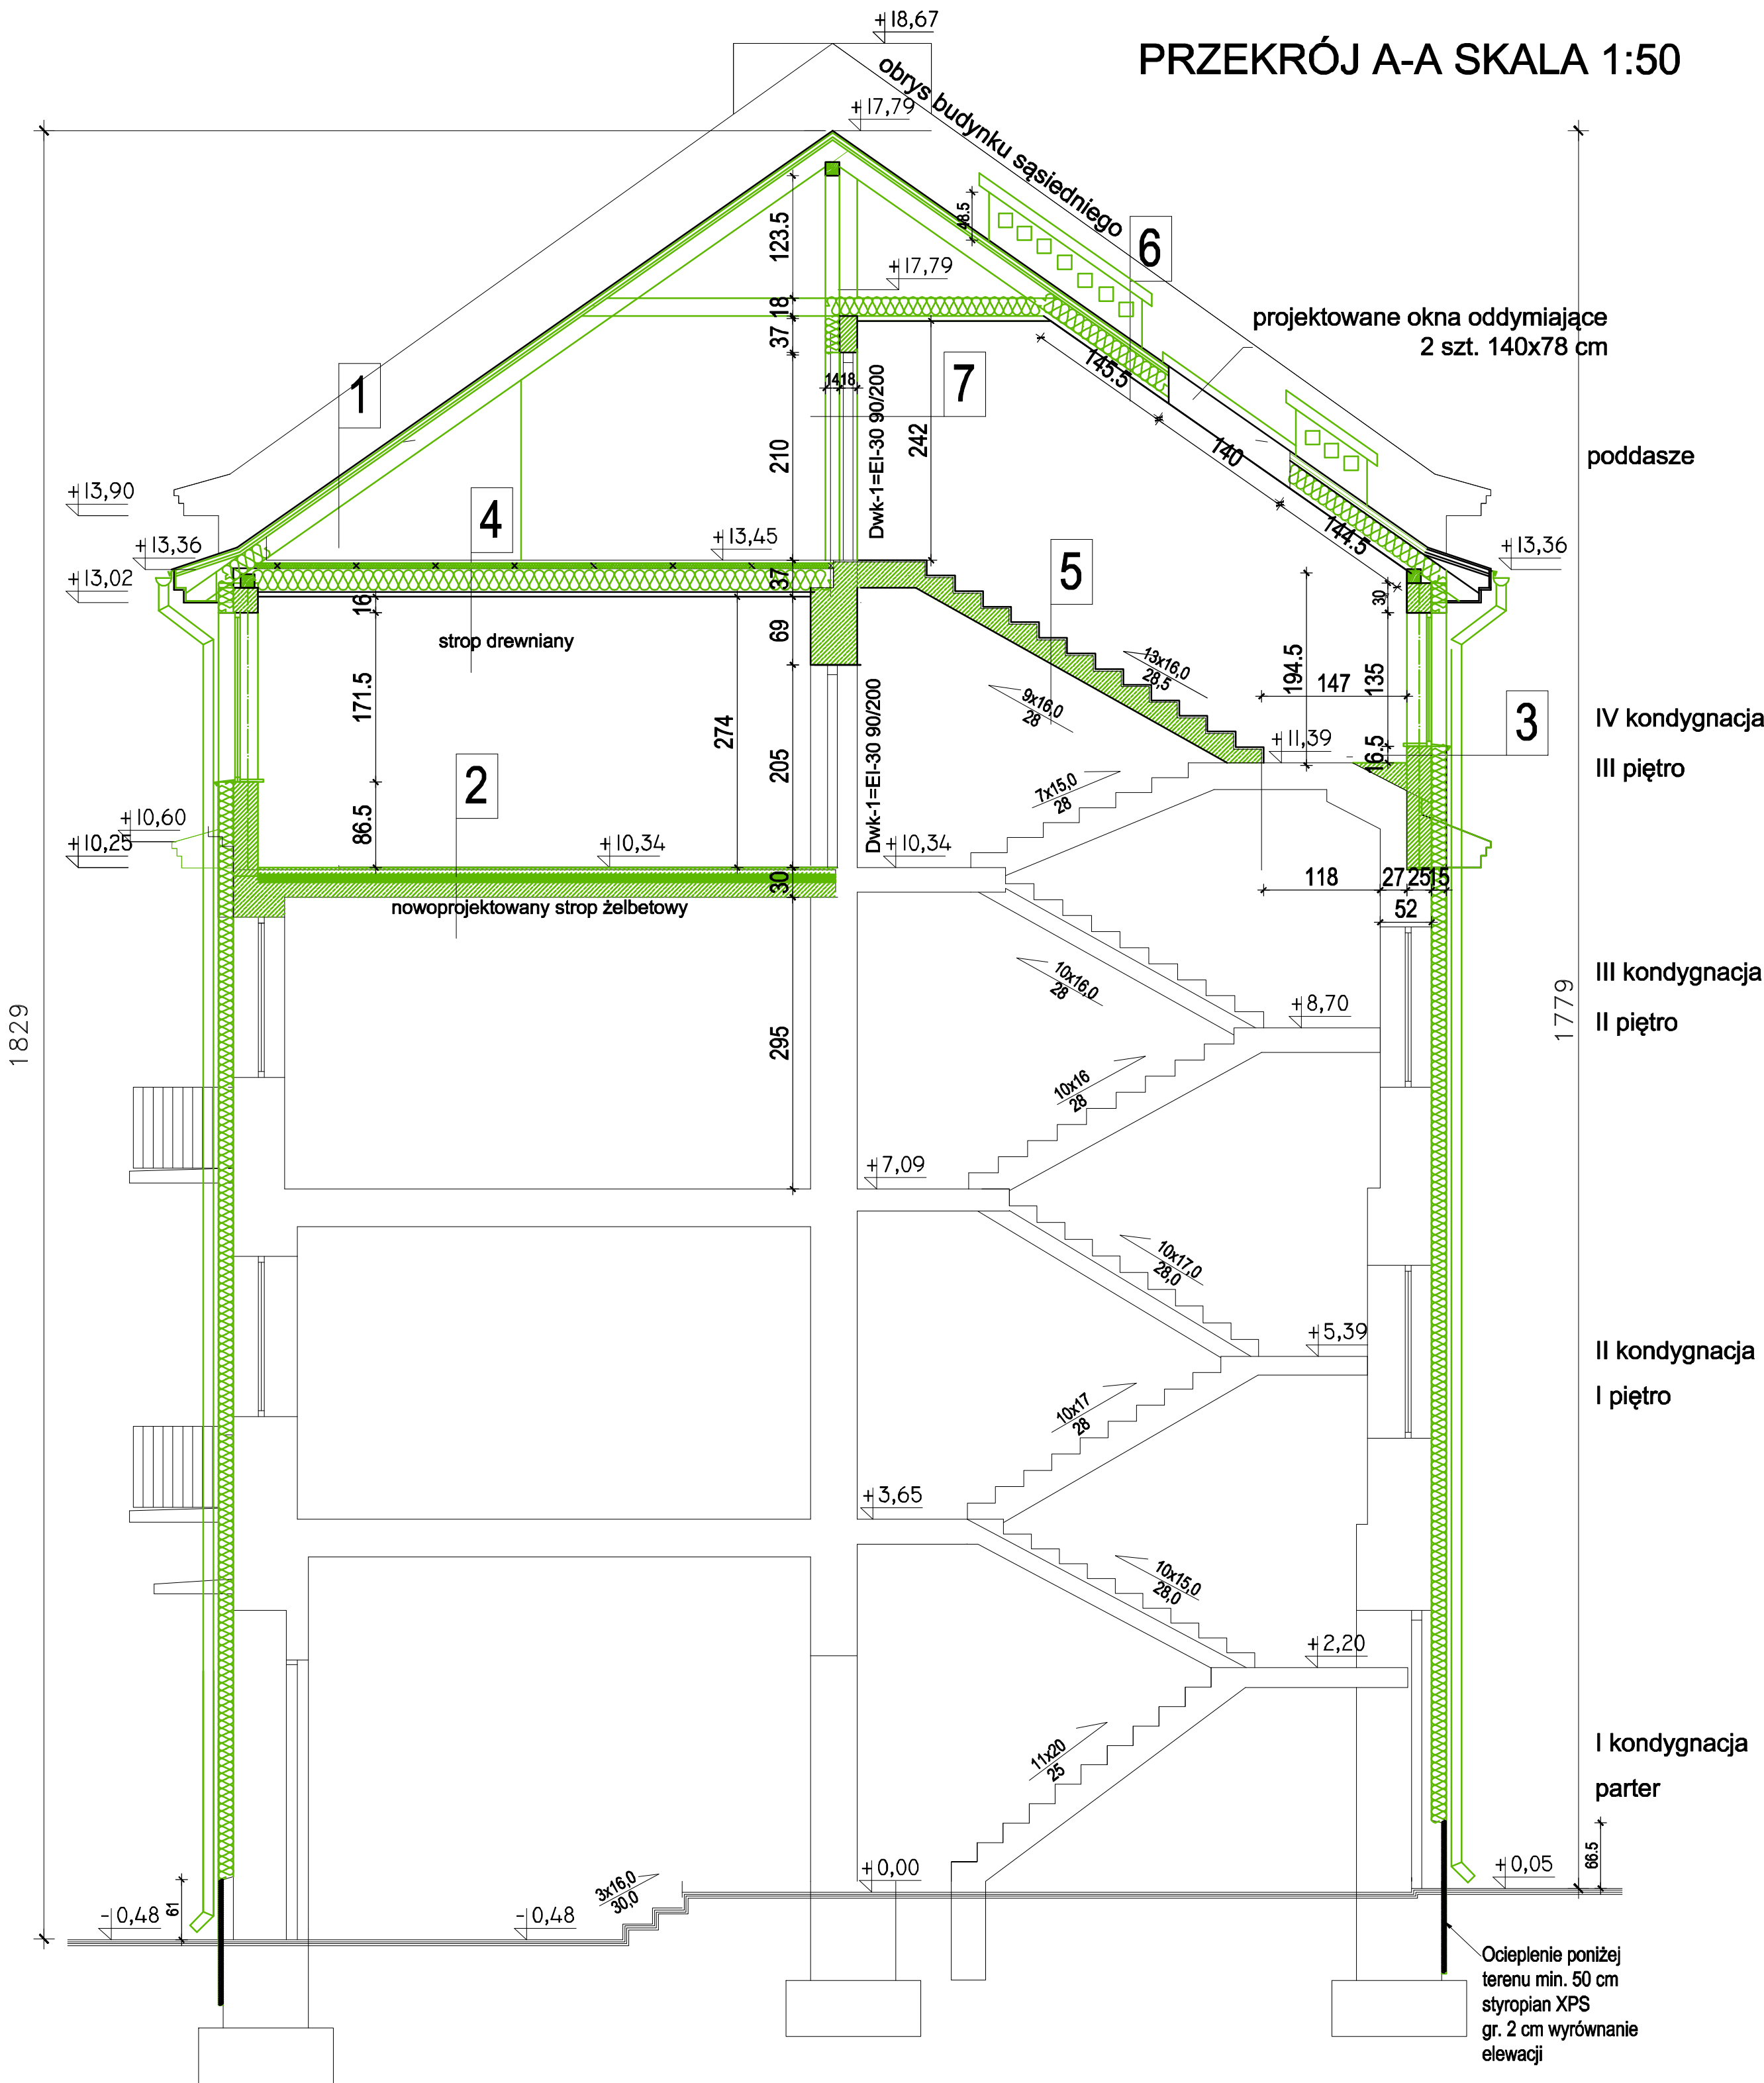 +18,67
PRZEKRÓJ A-A SKALA 1:50
obrys budynku sąsiedniego
+17,79
123.5
48.5
6
+17,79
18
37
projektowane okna oddymiające
2 szt. 140x78 cm
1
14
18
7
145.5
Dwk-1=EI-30 90/200
242
210
140
poddasze
+13,90
4
144.5
+13,36
+13,45
+13,36
+13,02
37
5
16
30
69
strop drewniany
13x16,0
28,5
194.5
147
135
171.5
9x16,0
28
274
3
IV kondygnacja
+11,39
16.5
III piętro
205
Dwk-1=EI-30 90/200
2
7x15,0
28
86.5
+10,60
+10,25
+10,34
+10,34
30
118
27
25
15
nowoprojektowany strop żelbetowy
52
10x16,0
28
III kondygnacja
+8,70
1829
1779
295
II piętro
10x16
28
+7,09
10x17,0
28,0
+5,39
II kondygnacja
10x17
28
I piętro
+3,65
10x15,0
28,0
+2,20
11x20
25
I kondygnacja
parter
66.5
+0,00
+0,05
3x16,0
30,0
61
-0,48
-0,48
Ocieplenie poniżej
terenu min. 50 cm
styropian XPS
gr. 2 cm wyrównanie
elewacji